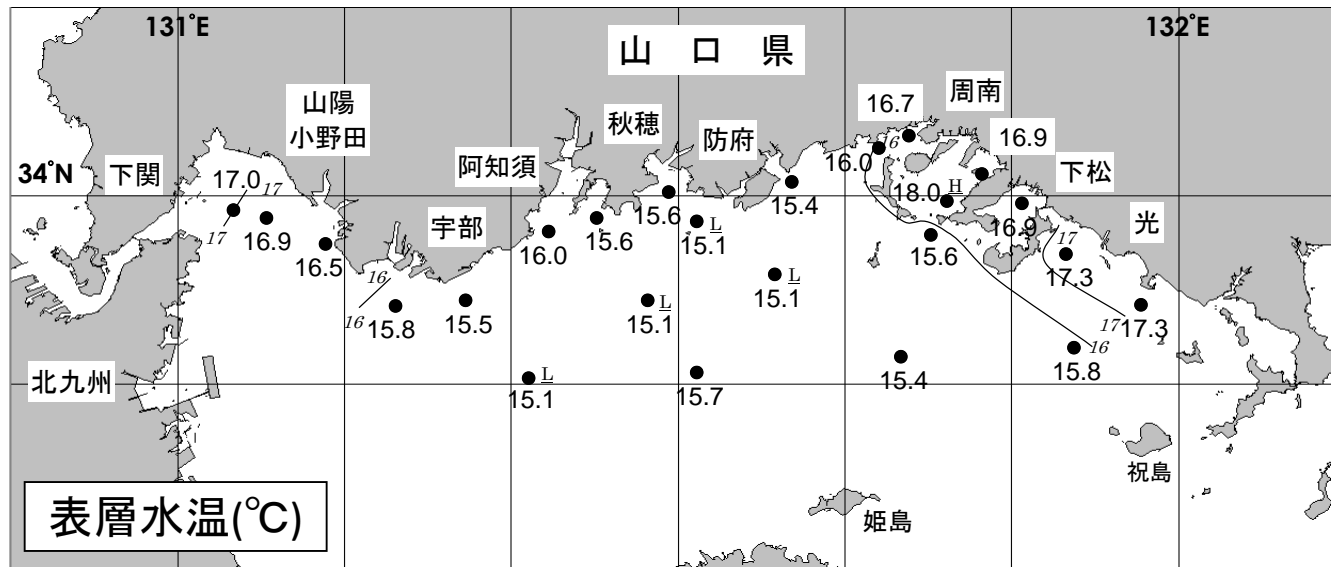 131°E
132°E
山 口 県
山陽
小野田
秋穂
防府
16.7
周南
16.9
阿知須
34°N
下関
17.0
17
16
16.0
下松
18.0 H
15.6
15.4
宇部
17
16.9
16.5
16.0
15.6
15.1 L
15.6
16.9
光
17
17.3
16
16
15.8
15.5
15.1 L
15.1 L
17
17.3
16
15.8
北九州
15.1 L
15.7
15.4
祝島
姫島
表層水温(℃)